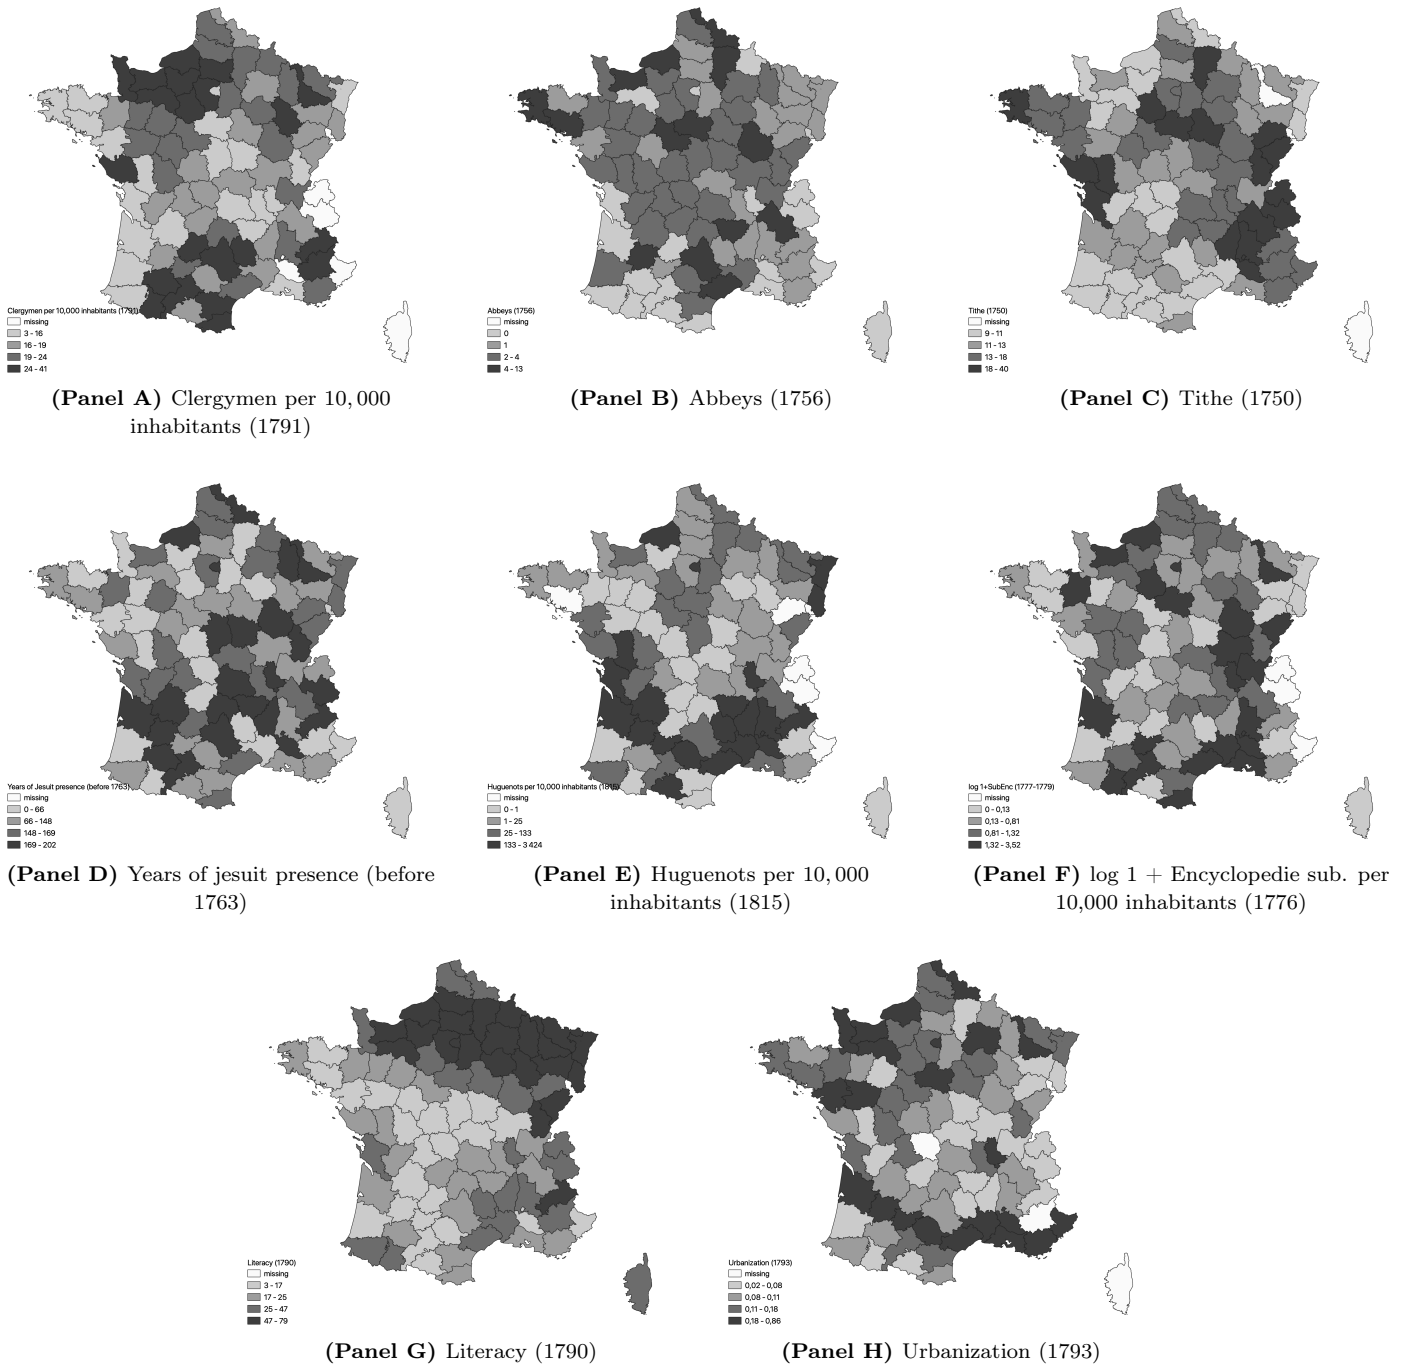 Clergymen per 10,000 inhabitants (1791)
missing
3 - 16
16 - 19
19 - 24
24 - 41
Abbeys (1756)
missing
0
1
2 - 4
4 - 13
Tithe (1750)
missing
9 - 11
11 - 13
13 - 18
18 - 40
(Panel A) Clergymen per 10,000
inhabitants (1791)
(Panel B) Abbeys (1756)
(Panel C) Tithe (1750)
Years of Jesuit presence (before 1763)
missing
0 - 66
66 - 148
148 - 169
169 - 202
Huguenots per 10,000 inhabitants (1815)
missing
0 - 1
1 - 25
25 - 133
133 - 3 424
log 1+SubEnc (1777-1779)
missing
0 - 0,13
0,13 - 0,81
0,81 - 1,32
1,32 - 3,52
(Panel D) Years of jesuit presence (before
1763)
(Panel E) Huguenots per 10,000
inhabitants (1815)
(Panel F) log 1 + Encyclopedie sub. per
10,000 inhabitants (1776)
Literacy (1790)
missing
3 - 17
17 - 25
25 - 47
47 - 79
Urbanization (1793)
missing
0,02 - 0,08
0,08 - 0,11
0,11 - 0,18
0,18 - 0,86
(Panel G) Literacy (1790)
(Panel H) Urbanization (1793)